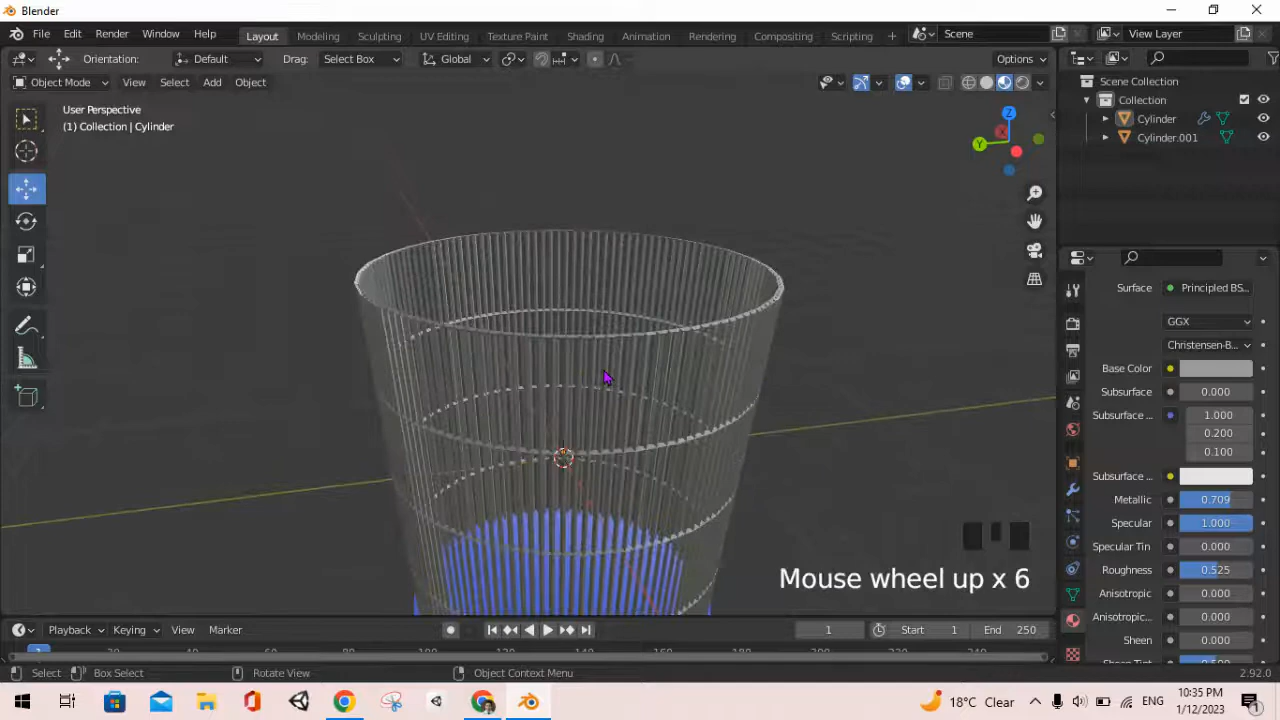 Blender
File Edit Render Window Help Layout Modeling Sculpting UV Editing Texture Paint Shading Animation Rendering Compositing Scripting Scene View Layer
Orientation: Default Drag: Select Box Global Options
Object Mode View Select Add Object
Scene Collection
Collection
Cylinder
Cylinder.001
User Perspective
(1) Collection | Cylinder
Z
X
Y
Surface Principled BS...
GGX
Christensen-B...
Base Color
Subsurface 0.000
Subsurface ... 1.000
0.200
0.100
Subsurface ...
Metallic 0.709
Specular 1.000
Specular Tin 0.000
Roughness 0.525
Anisotropic 0.000
Anisotropic... 0.000
Sheen 0.000
Mouse wheel up x 6
Playback Keying View Marker 1 Start 1 End 250
Select Box Select Rotate View Object Context Menu 2.92.0
18°C Clear ENG 10:35 PM
1/12/2023